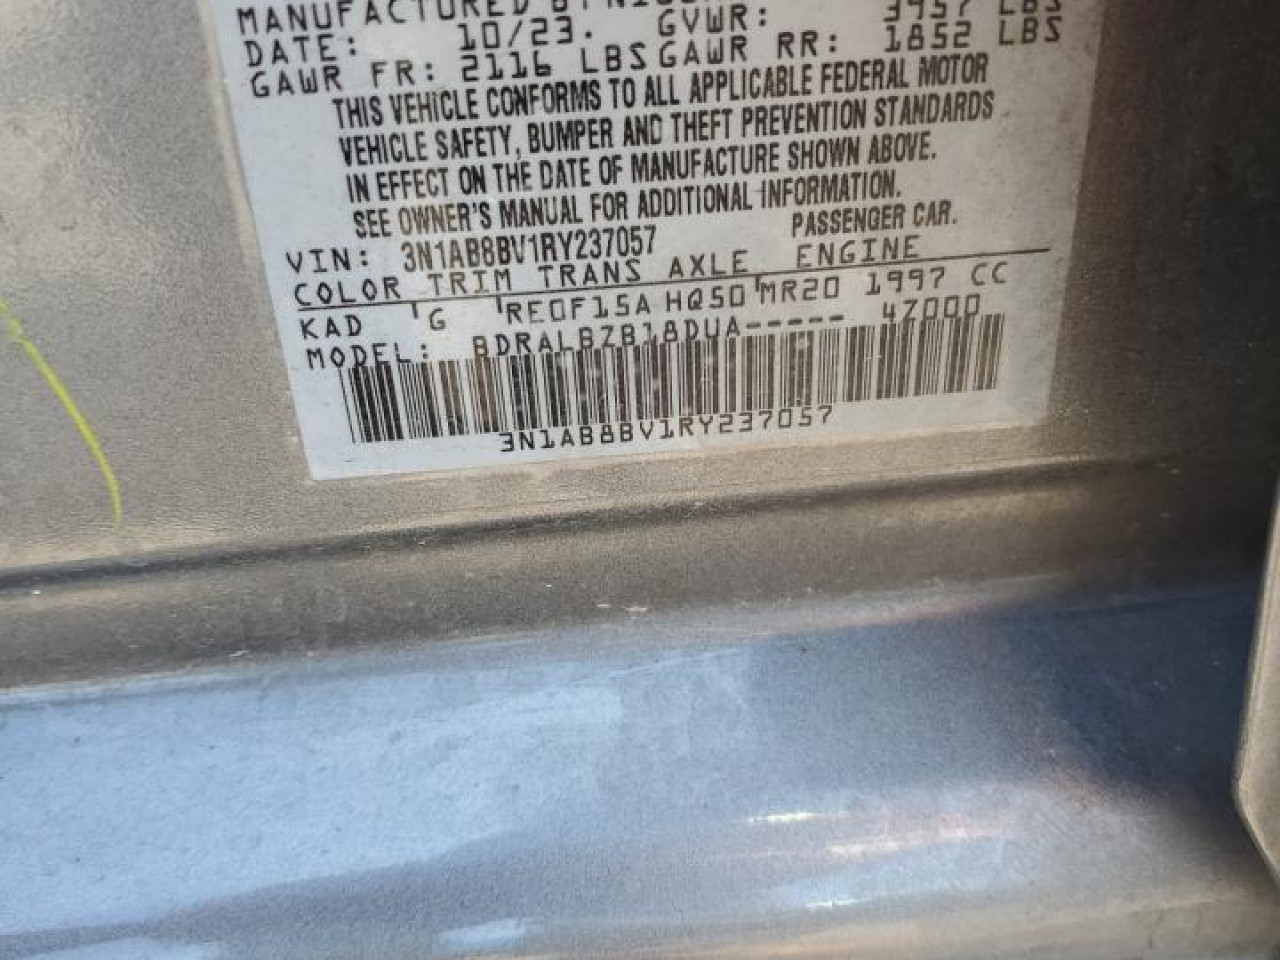 MANUFACTURED BY
DATE: 10/23. GVWR: 3957 LBS
GAWR FR: 2116 LBS GAWR RR: 1852 LBS
THIS VEHICLE CONFORMS TO ALL APPLICABLE FEDERAL MOTOR
VEHICLE SAFETY, BUMPER AND THEFT PREVENTION STANDARDS
IN EFFECT ON THE DATE OF MANUFACTURE SHOWN ABOVE.
SEE OWNER'S MANUAL FOR ADDITIONAL INFORMATION.
VIN: 3N1AB8BV1RY237057 PASSENGER CAR.
COLOR TRIM TRANS AXLE ENGINE
KAD G RE0F15A HQ50 MR20 1997 CC
MODEL: BDRALBZB18DUA----- 47000
3N1AB8BV1RY237057